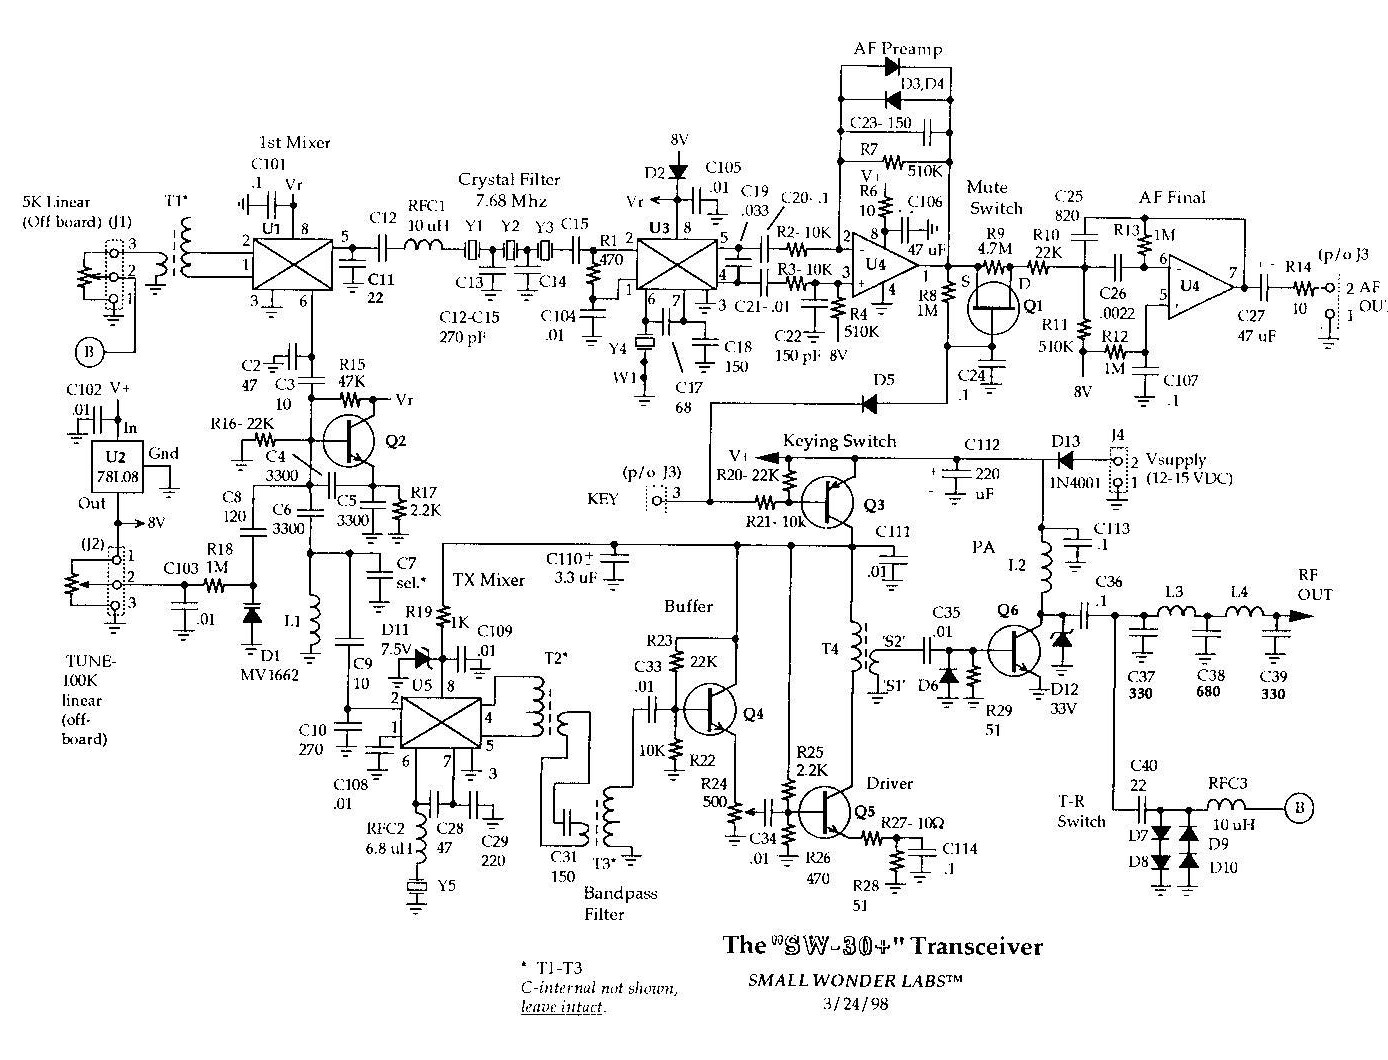 AF Preamp
D3,D4
C23- 150
R7
510K
V+
R6
10
C106
47 uF
1st Mixer
C101
.1
Vr
U1
8
2
1
3
6
5
5K Linear
(Off board) (J1)
T1*
3
2
1
B
C12
C11
22
RFC1
10 uH
Crystal Filter
7.68 Mhz
Y1
Y2
Y3
C15
C13
C14
C12-C15
270 pF
R1
470
C104
.01
8V
D2
C105
.01
Vr
U3
8
2
1
5
4
6
7
3
C19
.033
C20- .1
R2- 10K
R3-10K
C21-.01
C22
150 pF
R4
510K
8V
2
3
U4
1
4
8
Y4
W1
C17
68
C18
150
Mute
Switch
R9
4.7M
S
D
Q1
R8
1M
C24
.1
R10
22K
C25
820
AF Final
R13
1M
C26
.0022
6
5
7
U4
R11
510K
R12
1M
8V
C107
.1
C27
47 uF
R14
10
(p/o J3
2
AF
OUT
1
C2
47
C3
10
R15
47K
Vr
R16- 22K
Q2
C4
3300
C5
3300
R17
2.2K
C6
3300
C8
120
C7
sel.*
C102
.01
V+
In
U2
78L08
Gnd
Out
8V
(J2)
1
2
3
C103
.01
R18
1M
D1
MV1662
L1
TUNE-
100K
linear
(off-
board)
D5
Keying Switch
V+
R20- 22K
(p/o J3)
KEY
3
R21- 10k
Q3
C112
220
uF
D13
1N4001
J4
2
1
Vsupply
(12-15 VDC)
C111
.01
C113
.1
PA
L2
C110
3.3 uF
TX Mixer
R19
1K
D11
7.5V
C109
.01
U5
8
2
1
4
5
6
7
3
C9
10
C10
270
C108
.01
RFC2
6.8 uH
C28
47
C29
220
Y5
T2*
C31
150
T3*
Bandpass
Filter
Buffer
R23
22K
C33
.01
10K
R22
Q4
R24
500
C34
.01
R25
2.2K
R26
470
Driver
Q5
R27- 10Ω
R28
51
C114
.1
T4
'S2'
'S1'
C35
.01
D6
R29
51
Q6
D12
33V
C36
.1
L3
L4
RF
OUT
C37
330
C38
680
C39
330
T-R
Switch
C40
22
RFC3
10 uH
B
D7
D8
D9
D10
The "SW-30+" Transceiver
SMALL WONDER LABS™
3/24/98
* T1-T3
C-internal not shown,
leave intact.